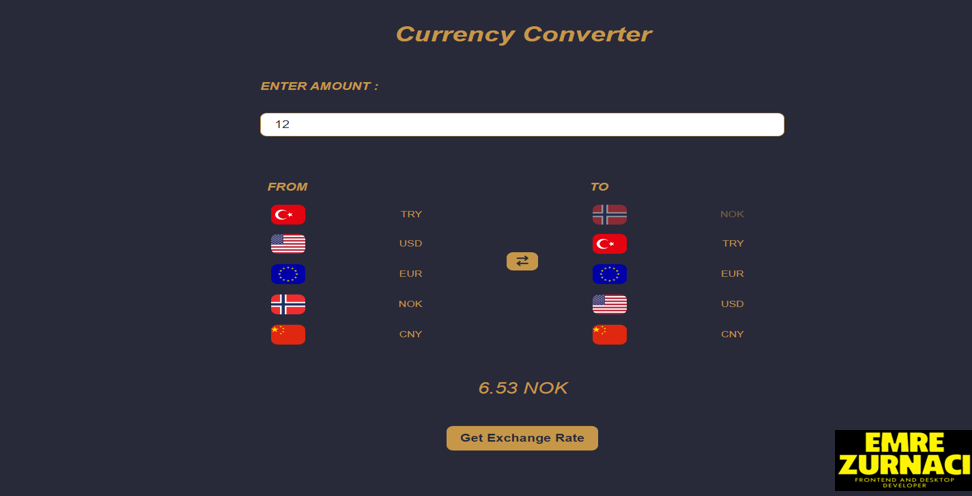 Currency Converter
ENTER AMOUNT :
12
FROM
TO
TRY
NOK
USD
TRY
EUR
EUR
NOK
USD
CNY
CNY
6.53 NOK
Get Exchange Rate
EMRE
ZURNACI
FRONTEND AND DESKTOP
DEVELOPER